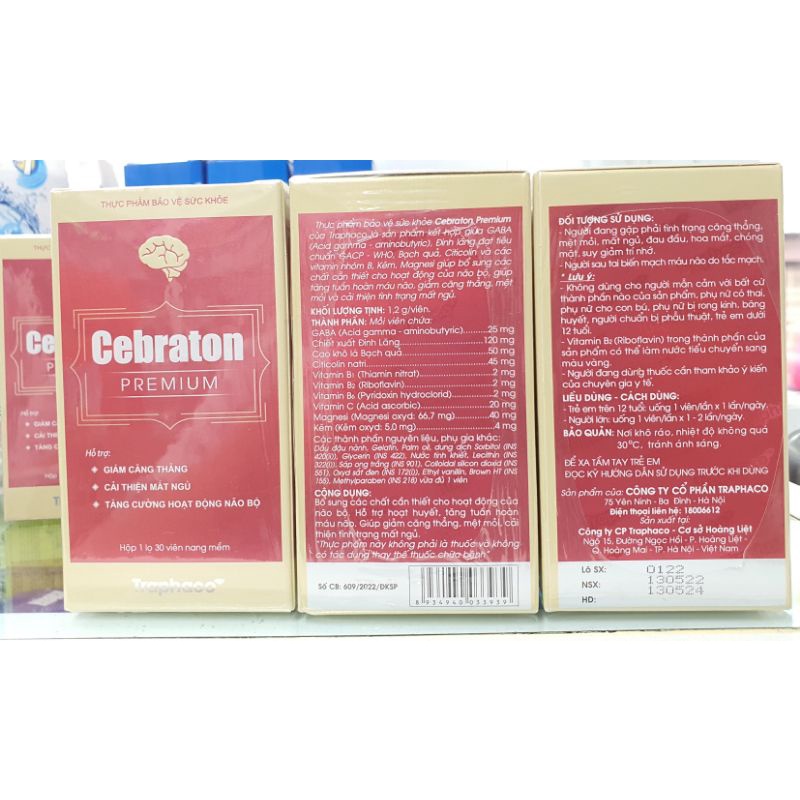 THỰC PHẨM BẢO VỆ SỨC KHỎE
Cebraton
PREMIUM
Hỗ trợ:
GIẢM CĂNG THẲNG
CẢI THIỆN MẤT NGỦ
TĂNG CƯỜNG HOẠT ĐỘNG NÃO BỘ
Hộp 1 lọ 30 viên nang mềm
Traphaco
Thực phẩm bảo vệ sức khỏe Cebraton Premium
của Traphaco là sản phẩm kết hợp giữa GABA
(Acid gamma - aminobutyric), Đinh lăng đạt tiêu
chuẩn GACP - WHO, Bạch quả, Citicolin và các
vitamin nhóm B, Kẽm, Magnesi giúp bổ sung các
chất cần thiết cho hoạt động của não bộ, giúp
tăng tuần hoàn máu não, giảm căng thẳng, mệt
mỏi và cải thiện tình trạng mất ngủ.
KHỐI LƯỢNG TỊNH: 1,2 g/viên.
THÀNH PHẦN: Mỗi viên chứa:
GABA (Acid gamma - aminobutyric) 25 mg
Chiết xuất Đinh Lăng 120 mg
Cao khô lá Bạch quả 50 mg
Citicolin natri 45 mg
Vitamin B₁ (Thiamin nitrat) 2 mg
Vitamin B₂ (Riboflavin) 2 mg
Vitamin B₆ (Pyridoxin hydroclorid) 2 mg
Vitamin C (Acid ascorbic) 20 mg
Magnesi (Magnesi oxyd: 66,7 mg) 40 mg
Kẽm (Kẽm oxyd: 5,0 mg) 4 mg
Các thành phần nguyên liệu, phụ gia khác:
Dầu đậu nành, Gelatin, Palm oil, dung dịch Sorbitol (INS
420(i)), Glycerin (INS 422), Nước tinh khiết, Lecithin (INS
322(i)), Sáp ong trắng (INS 901), Colloidal silicon dioxid (INS
551), Oxyd sắt đen (INS 172(i)), Ethyl vanillin, Brown HT (INS
155), Methylparaben (INS 218) vừa đủ 1 viên
CÔNG DỤNG:
Bổ sung các chất cần thiết cho hoạt động của
não bộ. Hỗ trợ hoạt huyết, tăng tuần hoàn
máu não. Giúp giảm căng thẳng, mệt mỏi, cải
thiện tình trạng mất ngủ.
"Thực phẩm này không phải là thuốc và không
có tác dụng thay thế thuốc chữa bệnh"
Số CB: 609/2022/ĐKSP
8 934940 033939
ĐỐI TƯỢNG SỬ DỤNG:
- Người đang gặp phải tình trạng căng thẳng,
mệt mỏi, mất ngủ, đau đầu, hoa mắt, chóng
mặt, suy giảm trí nhớ.
- Người sau tai biến mạch máu não do tắc mạch.
* Lưu ý:
- Không dùng cho người mẫn cảm với bất cứ
thành phần nào của sản phẩm, phụ nữ có thai,
phụ nữ cho con bú, phụ nữ bị rong kinh, băng
huyết, người chuẩn bị phẫu thuật, trẻ em dưới
12 tuổi.
- Vitamin B₂ (Riboflavin) trong thành phần của
sản phẩm có thể làm nước tiểu chuyển sang
màu vàng.
- Người đang dùng thuốc cần tham khảo ý kiến
của chuyên gia y tế.
LIỀU DÙNG - CÁCH DÙNG:
- Trẻ em trên 12 tuổi: uống 1 viên/lần x 1 lần/ngày.
- Người lớn: uống 1 viên/lần x 1 - 2 lần/ngày.
BẢO QUẢN: Nơi khô ráo, nhiệt độ không quá
30°C, tránh ánh sáng.
ĐỂ XA TẦM TAY TRẺ EM
ĐỌC KỸ HƯỚNG DẪN SỬ DỤNG TRƯỚC KHI DÙNG
Sản phẩm của: CÔNG TY CỔ PHẦN TRAPHACO
75 Yên Ninh - Ba Đình - Hà Nội
Điện thoại liên hệ: 18006612
Sản xuất tại:
Công ty CP Traphaco - Cơ sở Hoàng Liệt
Ngõ 15, Đường Ngọc Hồi, P. Hoàng Liệt -
Q. Hoàng Mai - TP. Hà Nội - Việt Nam
Lô SX: 0122
NSX: 130522
HD: 130524